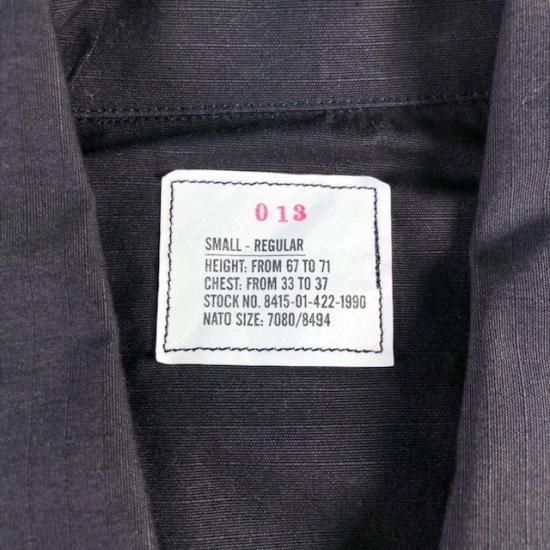 013
SMALL - REGULAR
HEIGHT: FROM 67 TO 71
CHEST: FROM 33 TO 37
STOCK NO. 8415-01-422-1990
NATO SIZE: 7080/8494